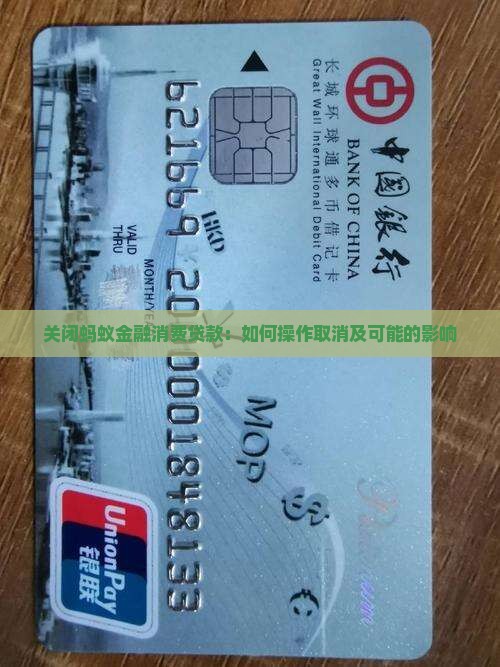 中国银行
BANK OF CHINA
长城环球通多币借记卡
Great Wall International Debit Card
HKD
VALID
THRU
关闭蚂蚁金融消费贷款：如何操作取消及可能的影响
MOP
$
€
UnionPay
银联